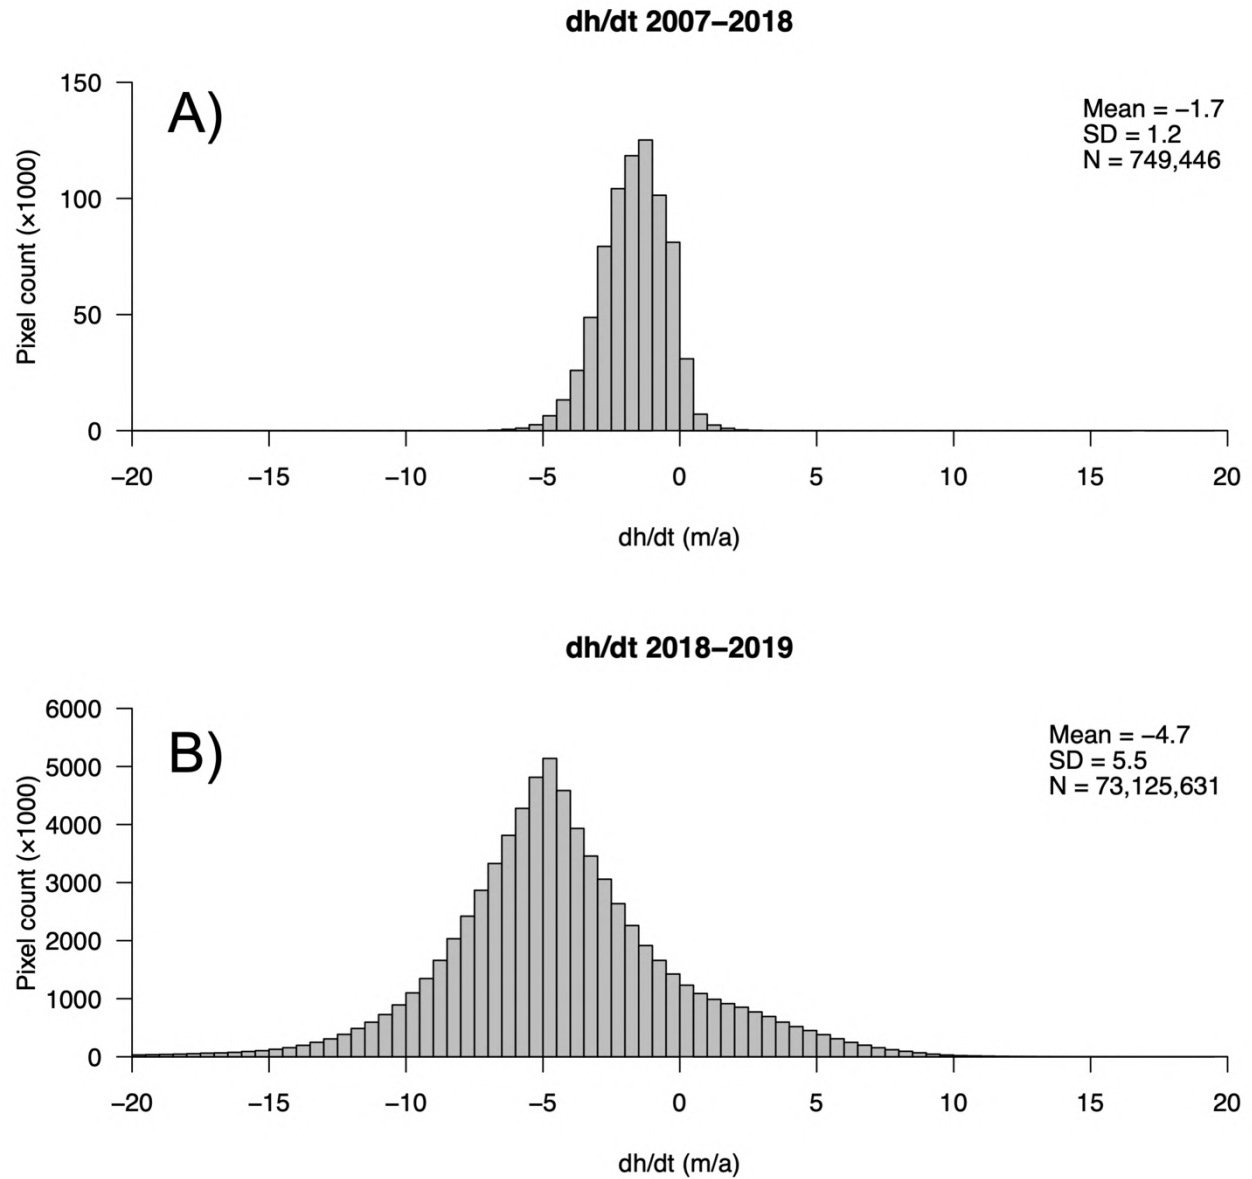 dh/dt 2007–2018
A)
Mean = −1.7
SD = 1.2
N = 749,446
Pixel count (×1000)
150
100
50
0
−20 −15 −10 −5 0 5 10 15 20
dh/dt (m/a)
dh/dt 2018–2019
B)
Mean = −4.7
SD = 5.5
N = 73,125,631
Pixel count (×1000)
6000
5000
4000
3000
2000
1000
0
−20 −15 −10 −5 0 5 10 15 20
dh/dt (m/a)